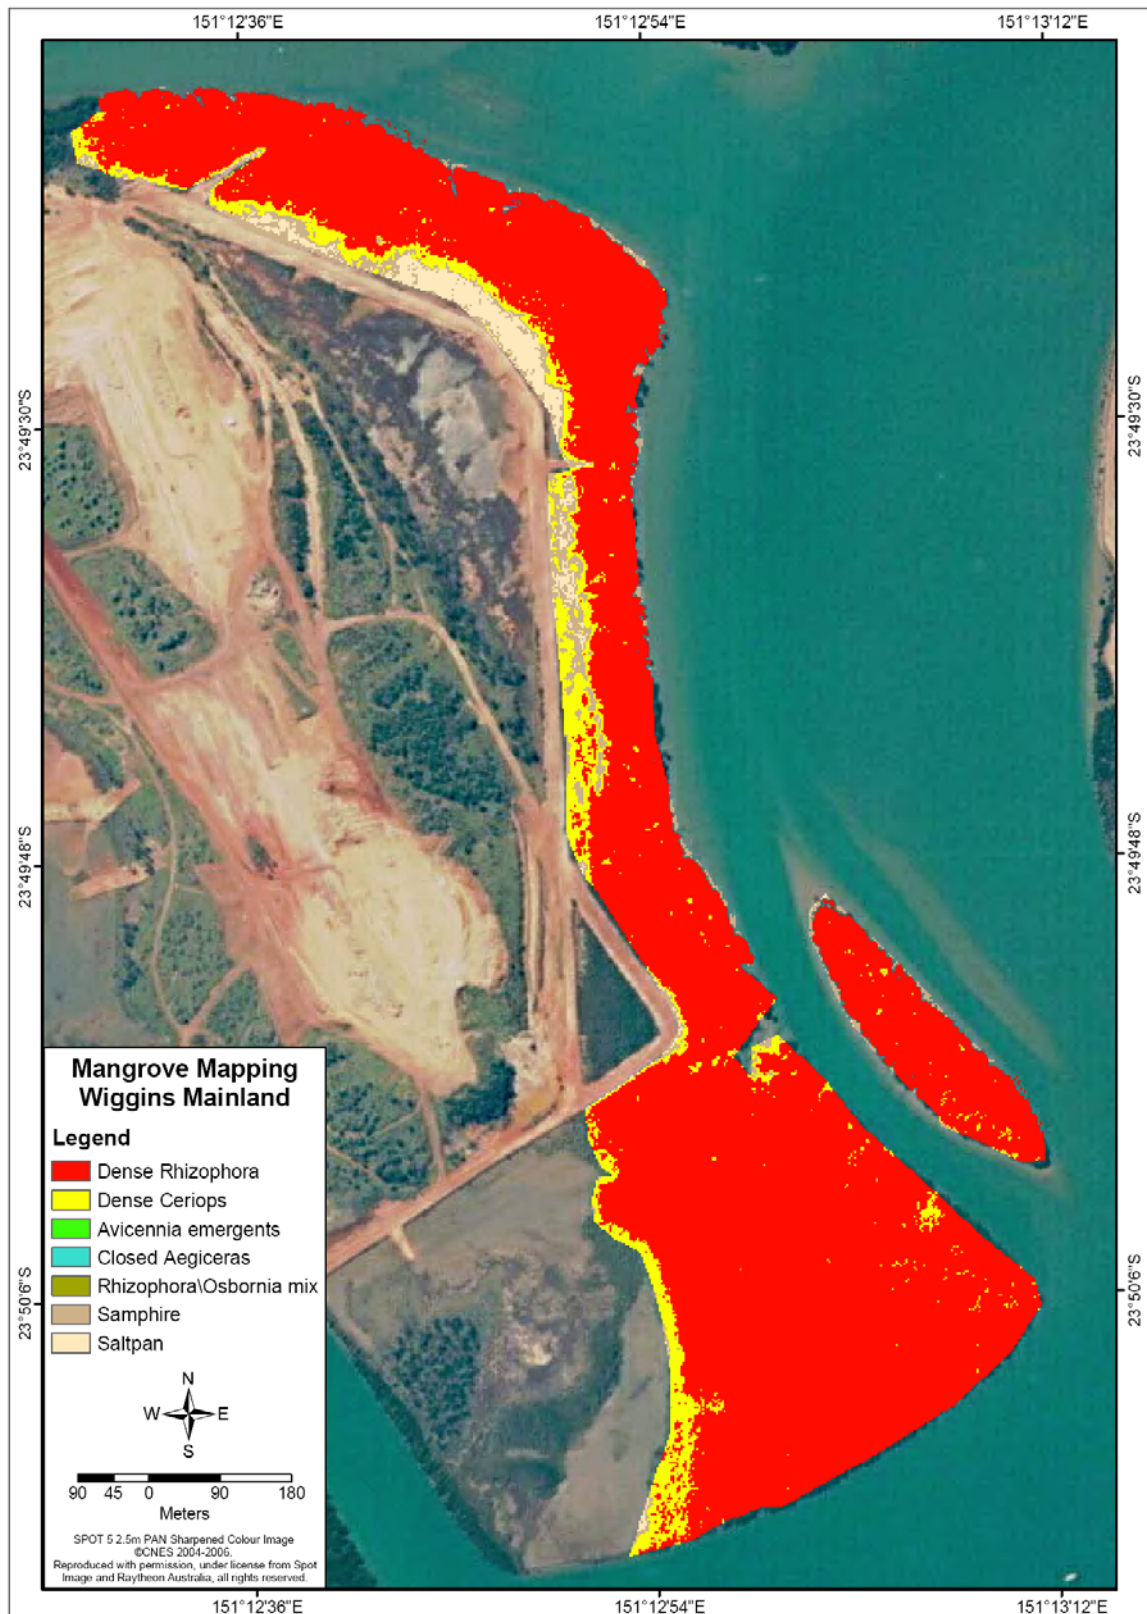 151°12'36"E 151°12'54"E 151°13'12"E
23°49'30"S 23°49'30"S
23°49'48"S 23°49'48"S
23°50'6"S 23°50'6"S
Mangrove Mapping
Wiggins Mainland
Legend
Dense Rhizophora
Dense Ceriops
Avicennia emergents
Closed Aegiceras
Rhizophora\Osbornia mix
Samphire
Saltpan
N
W E
S
90 45 0 90 180
Meters
SPOT 5 2.5m PAN Sharpened Colour Image
©CNES 2004-2006.
Reproduced with permission, under license from Spot
Image and Raytheon Australia, all rights reserved.
151°12'36"E 151°12'54"E 151°13'12"E